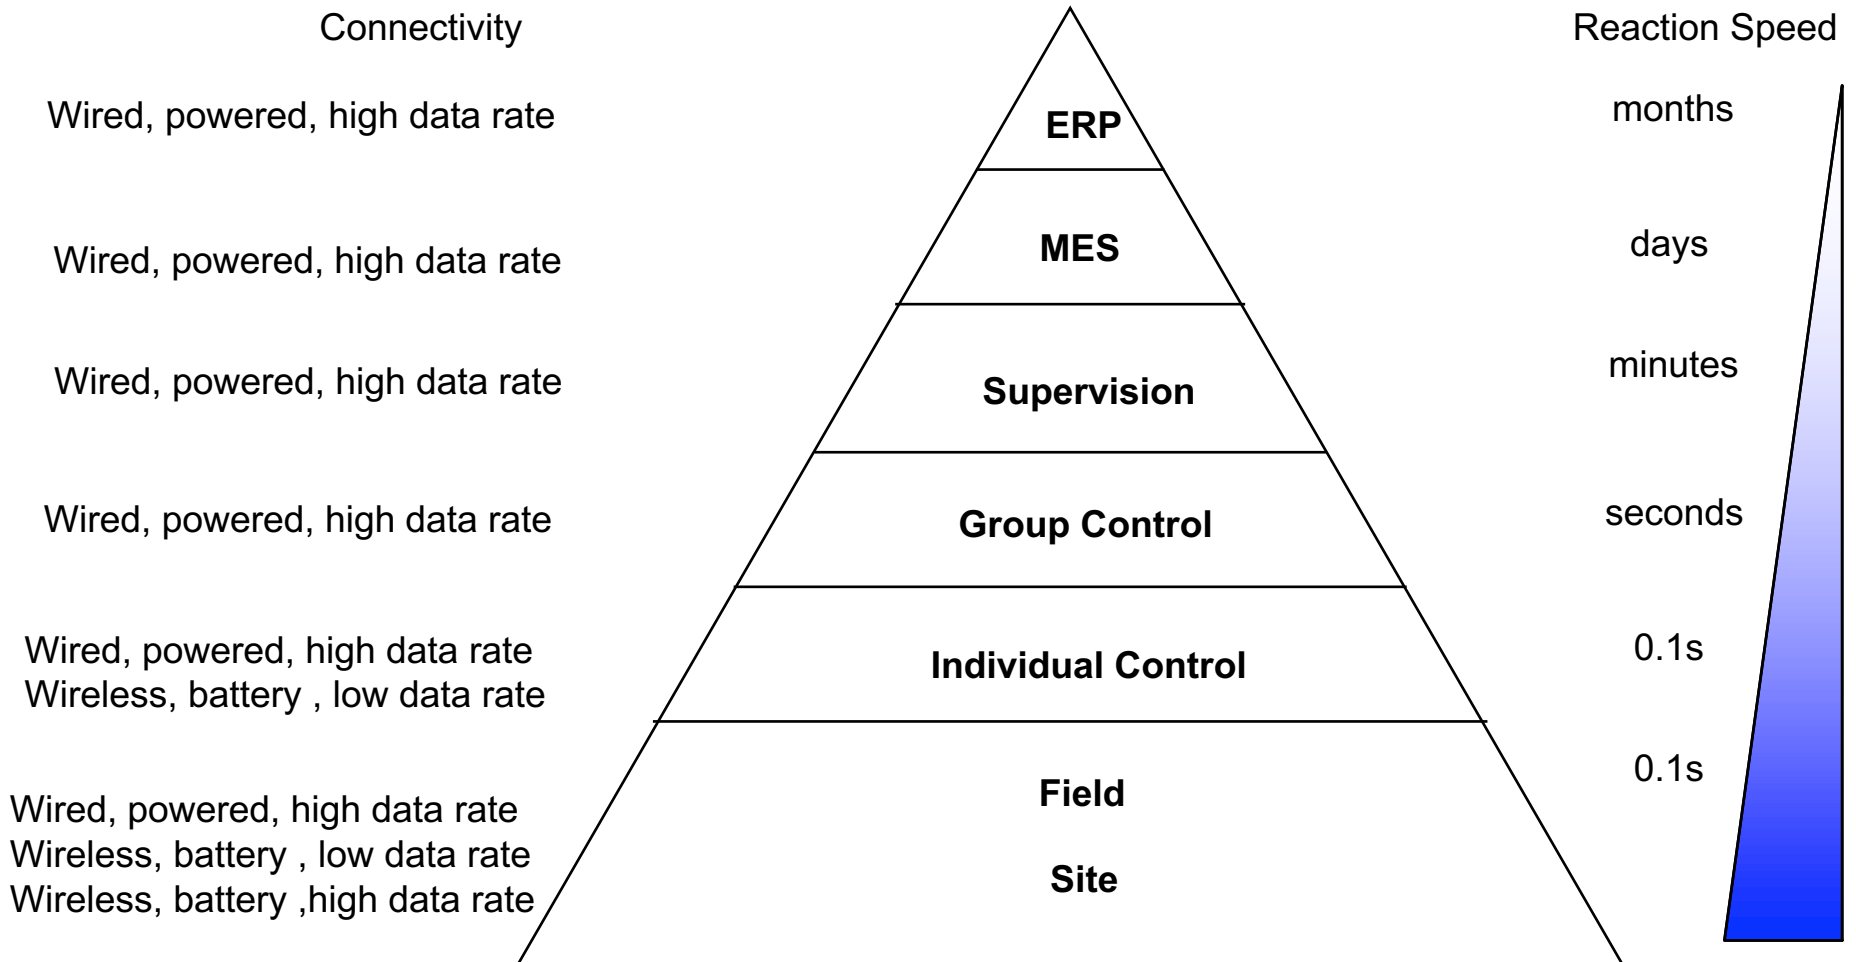 Connectivity
Reaction Speed
Wired, powered, high data rate
ERP
months
Wired, powered, high data rate
MES
days
Wired, powered, high data rate
Supervision
minutes
Wired, powered, high data rate
Group Control
seconds
Wired, powered, high data rate
Wireless, battery , low data rate
Individual Control
0.1s
Wired, powered, high data rate
Wireless, battery , low data rate
Wireless, battery ,high data rate
Field
Site
0.1s